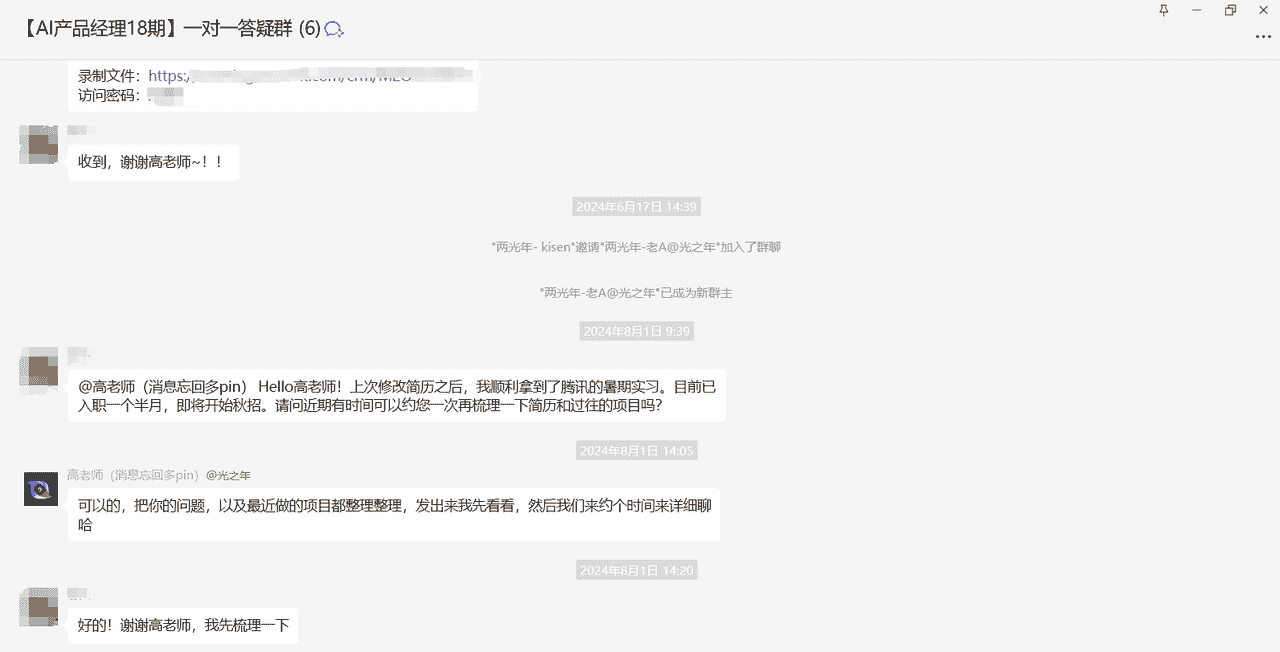 【AI产品经理18期】一对一答疑群 (6)
录制文件：https:/
访问密码：
收到，谢谢高老师~！！
2024年6月17日 14:39
"两光年- kisen"邀请"两光年-老A@光之年"加入了群聊
"两光年-老A@光之年"已成为新群主
2024年8月1日 9:39
@高老师（消息忘回多pin） Hello高老师！上次修改简历之后，我顺利拿到了腾讯的暑期实习。目前已
入职一个半月，即将开始秋招。请问近期有时间可以约您一次再梳理一下简历和过往的项目吗？
2024年8月1日 14:05
高老师（消息忘回多pin）@光之年
可以的，把你的问题，以及最近做的项目都整理整理，发出来我先看看，然后我们来约个时间来详细聊
哈
2024年8月1日 14:20
好的！谢谢高老师，我先梳理一下